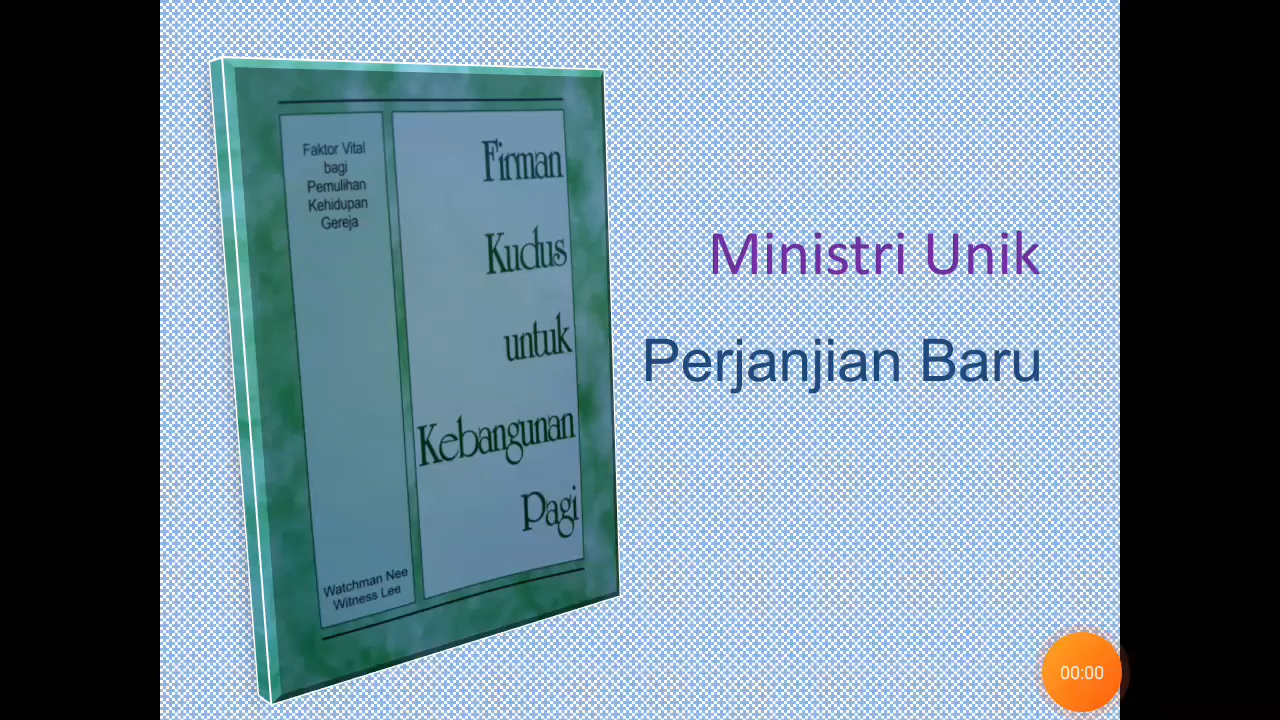 Faktor Vital
bagi
Pemulihan
Kehidupan
Gereja
Firman
Kudus
untuk
Kebangunan
Pagi
Watchman Nee
Witness Lee
Ministri Unik
Perjanjian Baru
00:00